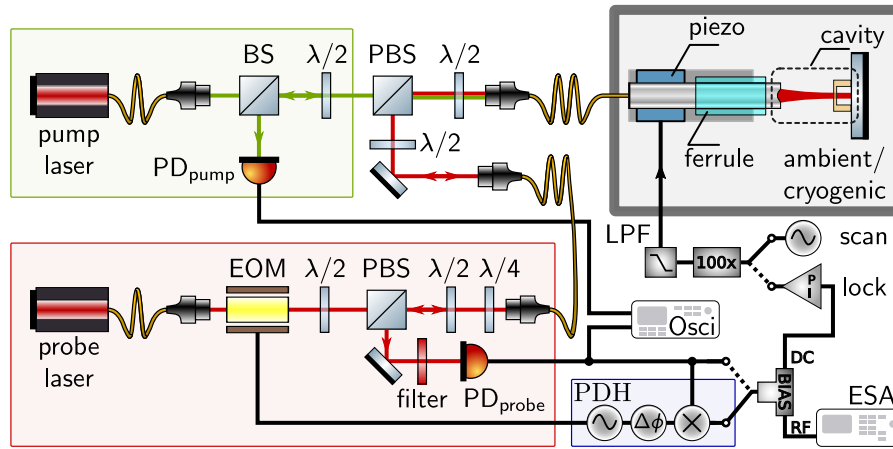 BS
λ/2
PBS
λ/2
piezo
cavity
pump
laser
PD_pump
λ/2
ferrule
ambient/
cryogenic
LPF
100x
scan
P
I
lock
EOM
λ/2
PBS
λ/2
λ/4
Osci
probe
laser
filter
PD_probe
PDH
Δϕ
DC
BIAS
RF
ESA